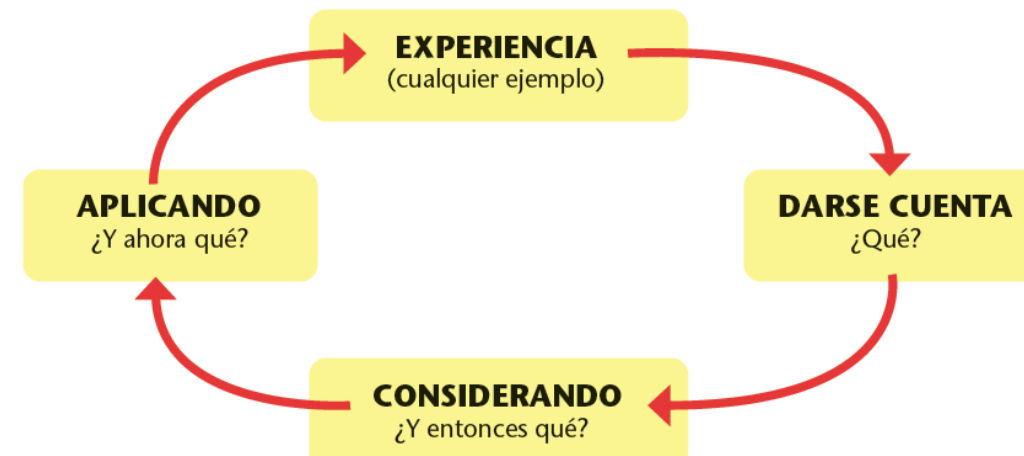 EXPERIENCIA
(cualquier ejemplo)
APLICANDO
¿Y ahora qué?
DARSE CUENTA
¿Qué?
CONSIDERANDO
¿Y entonces qué?